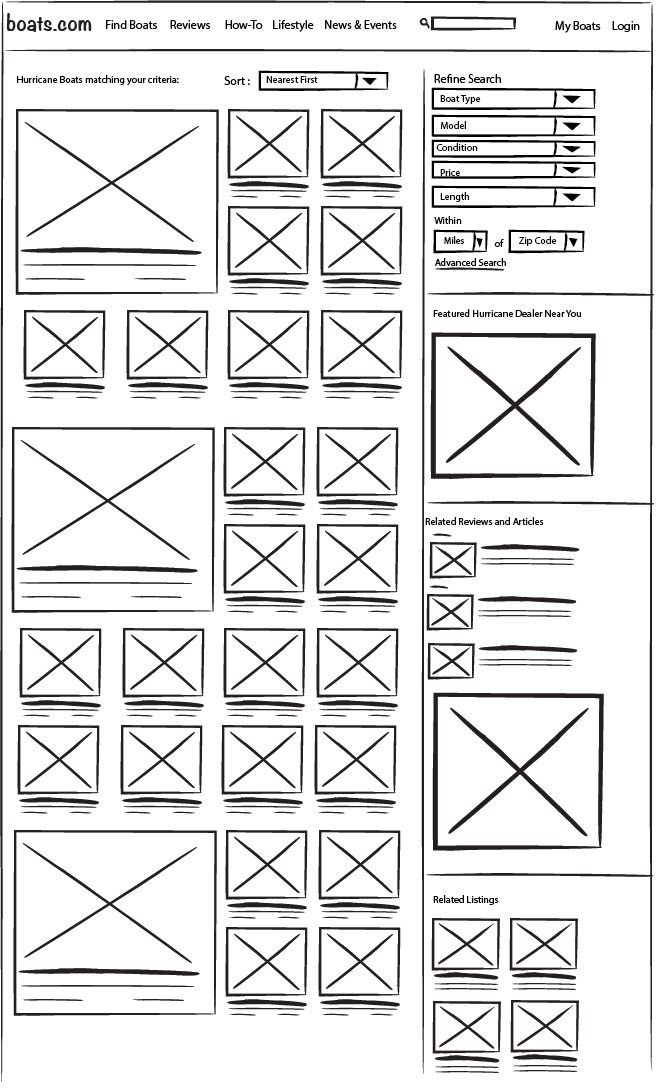 boats.com Find Boats Reviews How-To Lifestyle News & Events My Boats Login
Hurricane Boats matching your criteria:
Sort : Nearest First
Refine Search
Boat Type
Model
Condition
Price
Length
Within
Miles of Zip Code
Advanced Search
Featured Hurricane Dealer Near You
Related Reviews and Articles
Related Listings